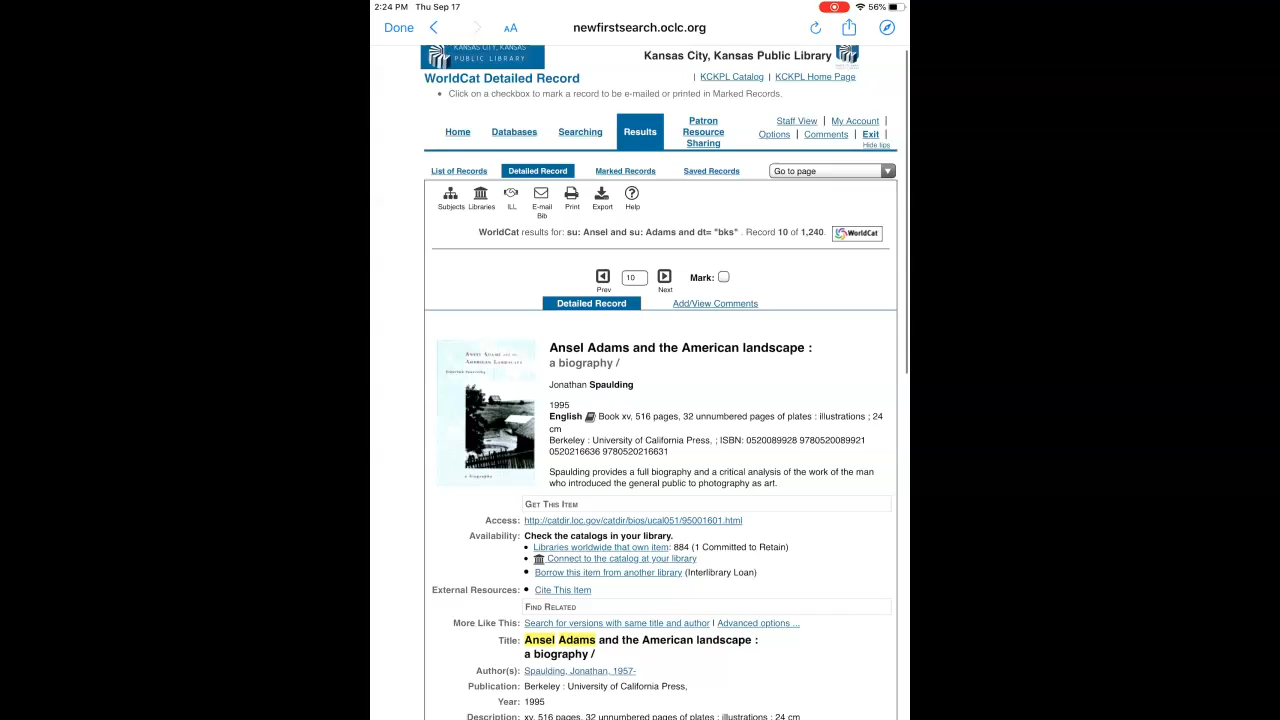 2:24 PM Thu Sep 17 56%
Done AA newfirstsearch.oclc.org
KANSAS CITY, KANSAS
PUBLIC LIBRARY
Kansas City, Kansas Public Library
WorldCat Detailed Record
| KCKPL Catalog | KCKPL Home Page
• Click on a checkbox to mark a record to be e-mailed or printed in Marked Records.
Home Databases Searching Results Patron Resource Sharing
Staff View | My Account |
Options | Comments | Exit |
Hide tips
List of Records Detailed Record Marked Records Saved Records Go to page
Subjects Libraries ILL E-mail Bib Print Export Help
WorldCat results for: su: Ansel and su: Adams and dt= "bks" . Record 10 of 1,240. WorldCat
Prev 10 Next Mark:
Detailed Record Add/View Comments
ANSEL ADAMS and the
AMERICAN LANDSCAPE
Jonathan Spaulding
a biography
Ansel Adams and the American landscape :
a biography /
Jonathan Spaulding
1995
English Book xv, 516 pages, 32 unnumbered pages of plates : illustrations ; 24
cm
Berkeley : University of California Press, ; ISBN: 0520089928 9780520089921
0520216636 9780520216631
Spaulding provides a full biography and a critical analysis of the work of the man
who introduced the general public to photography as art.
GET THIS ITEM
Access: http://catdir.loc.gov/catdir/bios/ucal051/95001601.html
Availability: Check the catalogs in your library.
• Libraries worldwide that own item: 884 (1 Committed to Retain)
• Connect to the catalog at your library
• Borrow this item from another library (Interlibrary Loan)
External Resources: • Cite This Item
FIND RELATED
More Like This: Search for versions with same title and author | Advanced options ...
Title: Ansel Adams and the American landscape :
a biography /
Author(s): Spaulding, Jonathan, 1957-
Publication: Berkeley : University of California Press,
Year: 1995
Description: xv, 516 pages, 32 unnumbered pages of plates : illustrations ; 24 cm